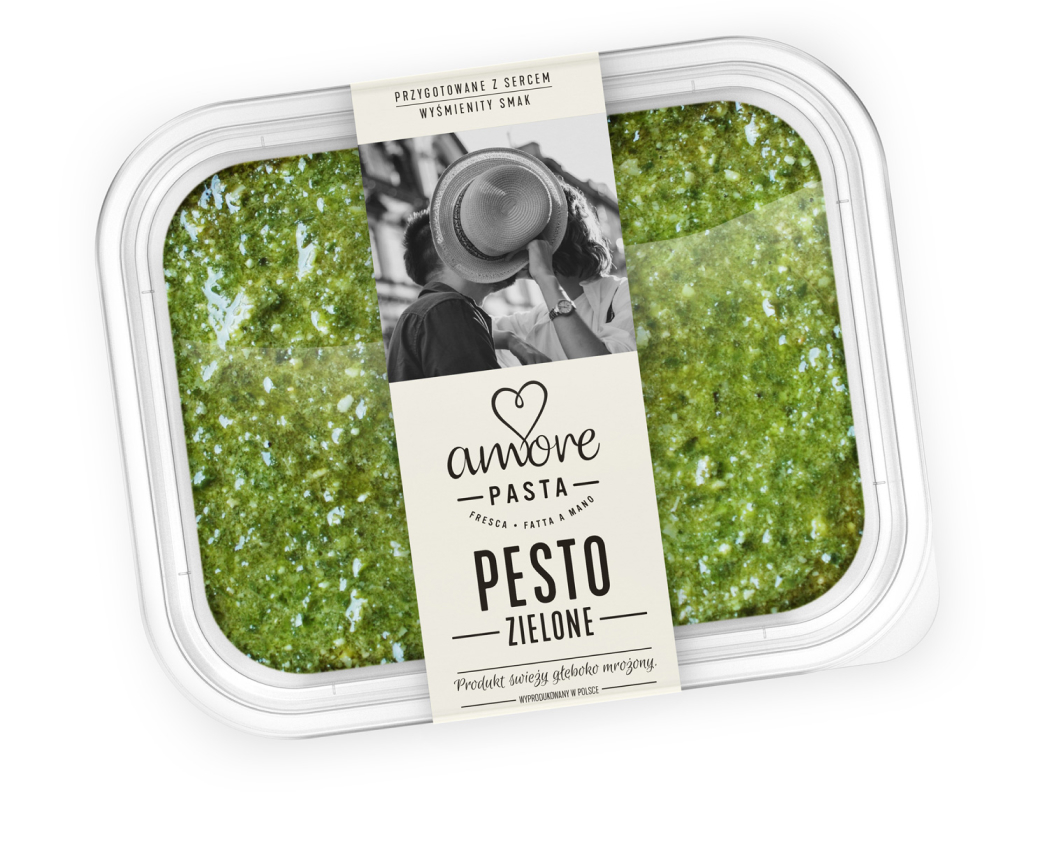 PRZYGOTOWANE Z SERCEM
WYŚMIENITY SMAK
amore
PASTA
FRESCA • FATTA A MANO
PESTO
ZIELONE
Produkt świeży głęboko mrożony.
WYPRODUKOWANY W POLSCE